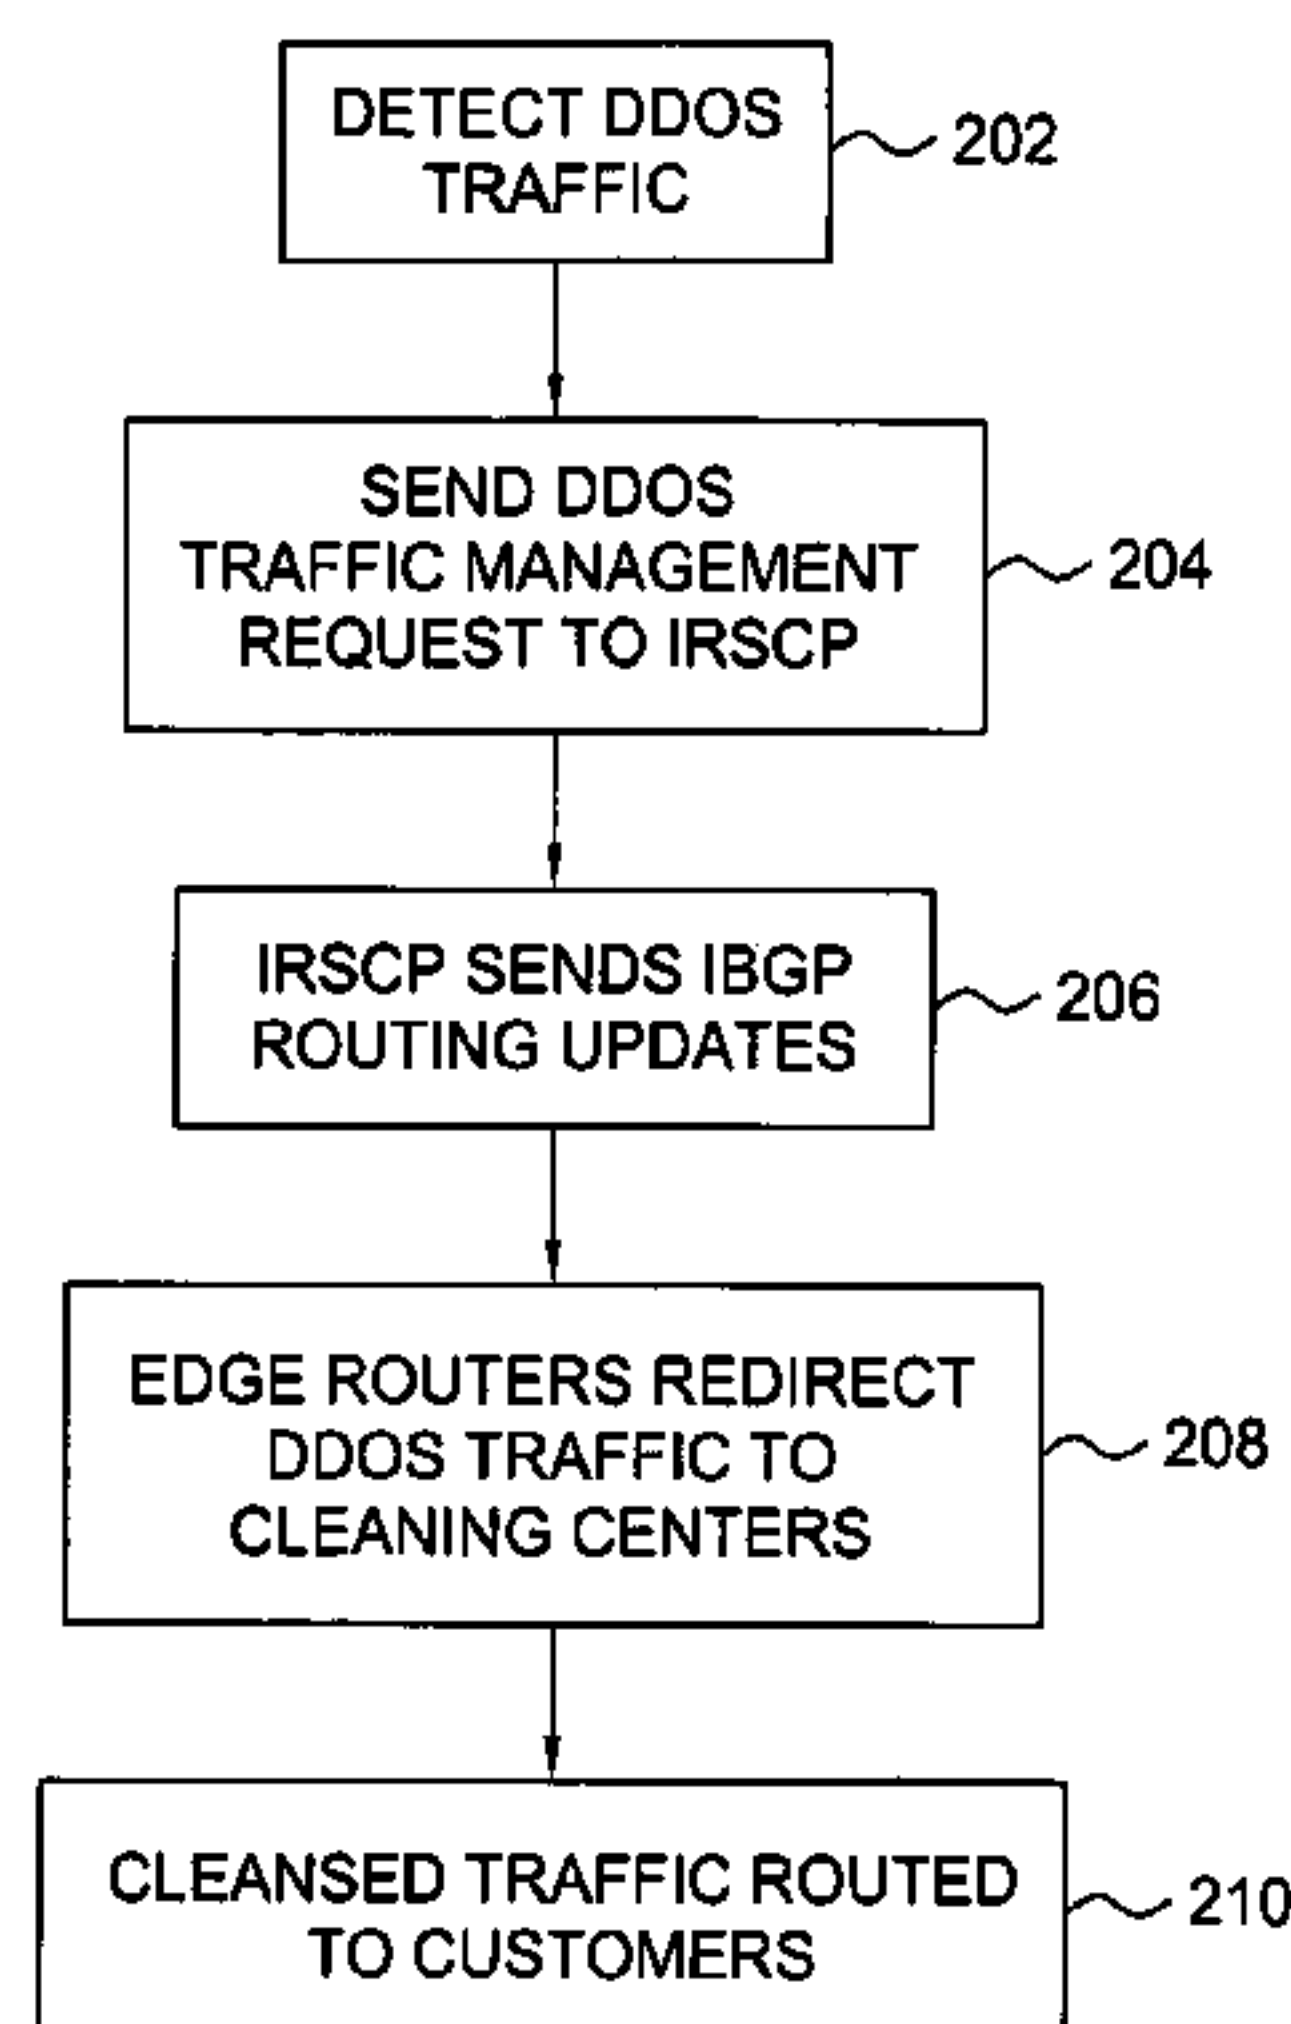 DETECT DDOS
TRAFFIC
202
SEND DDOS
TRAFFIC MANAGEMENT
REQUEST TO IRSCP
204
IRSCP SENDS IBGP
ROUTING UPDATES
206
EDGE ROUTERS REDIRECT
DDOS TRAFFIC TO
CLEANING CENTERS
208
CLEANSED TRAFFIC ROUTED
TO CUSTOMERS
210